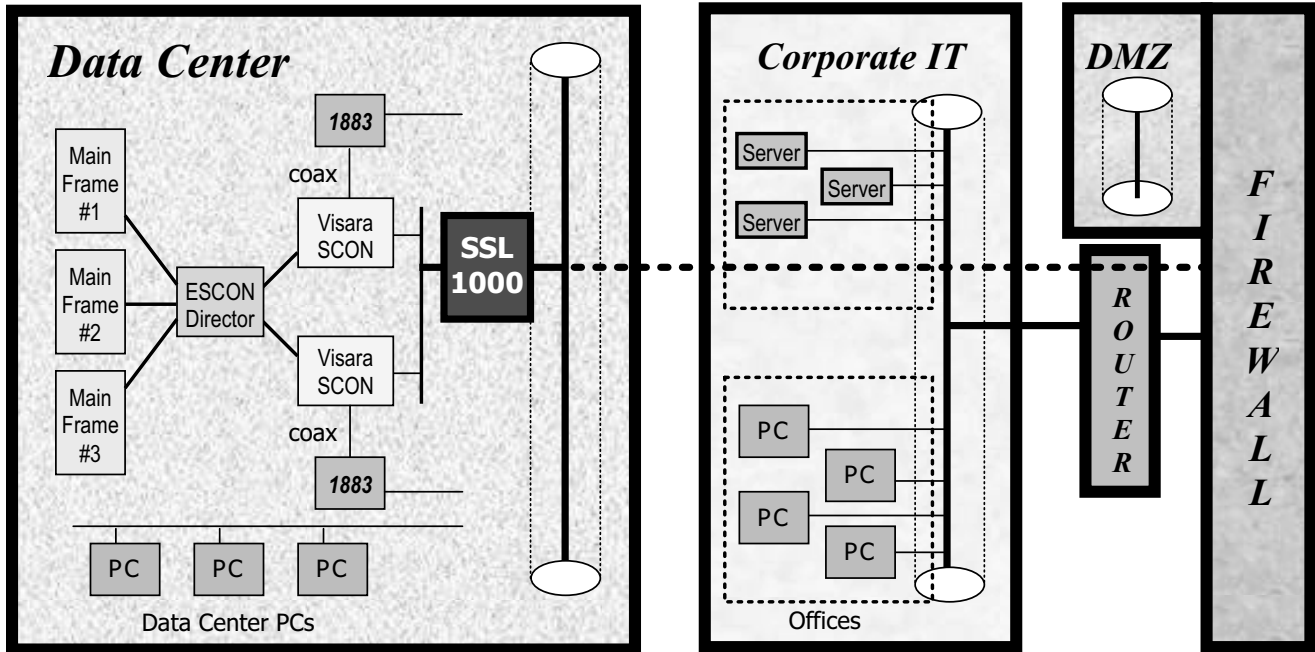 Data Center
Main
Frame
#1
Main
Frame
#2
Main
Frame
#3
ESCON
Director
1883
coax
Visara
SCON
Visara
SCON
coax
1883
SSL
1000
PC
PC
PC
Data Center PCs
Corporate IT
Server
Server
Server
PC
PC
PC
PC
Offices
DMZ
ROUTER
FIREWALL